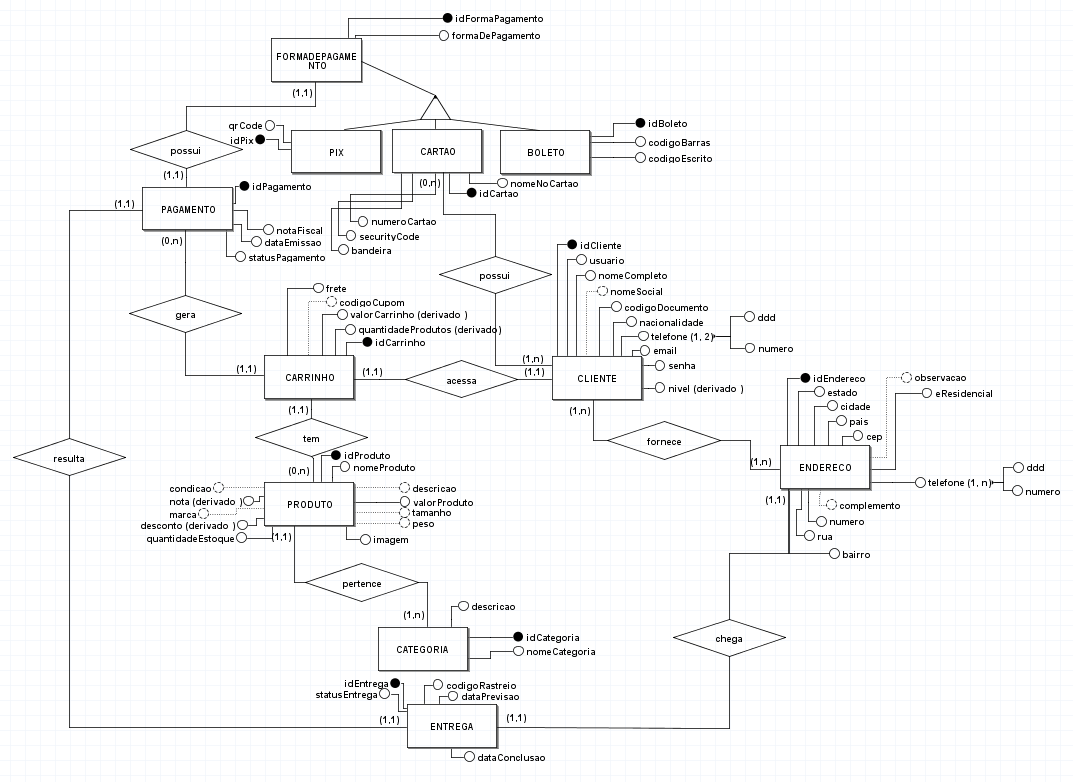 idFormaPagamento
formaDePagamento
FORMADEPAGAME
NTO
(1,1)
qrCode
idPix
possui
PIX
CARTAO
BOLETO
idBoleto
codigoBarras
codigoEscrito
(1,1)
(0,n)
nomeNoCartao
idCartao
idPagamento
(1,1)
PAGAMENTO
numeroCartao
notaFiscal
securityCode
dataEmissao
(0,n)
bandeira
statusPagamento
idCliente
usuario
possui
nomeCompleto
frete
nomeSocial
codigoCupom
codigoDocumento
gera
valorCarrinho (derivado )
nacionalidade
ddd
quantidadeProdutos (derivado)
telefone (1, 2)
idCarrinho
email
numero
(1,n)
senha
(1,1)
CARRINHO
(1,1)
acessa
(1,1)
CLIENTE
nivel (derivado )
idEndereco
observacao
estado
eResidencial
(1,1)
(1,n)
cidade
pais
tem
fornece
cep
resulta
idProduto
(1,n)
ENDERECO
ddd
(0,n)
nomeProduto
telefone (1, n)
numero
condicao
descricao
nota (derivado )
PRODUTO
valorProduto
(1,1)
marca
tamanho
complemento
desconto (derivado )
peso
numero
quantidadeEstoque
(1,1)
imagem
rua
bairro
pertence
descricao
(1,n)
idCategoria
chega
CATEGORIA
nomeCategoria
idEntrega
codigoRastreio
statusEntrega
dataPrevisao
(1,1)
ENTREGA
(1,1)
dataConclusao